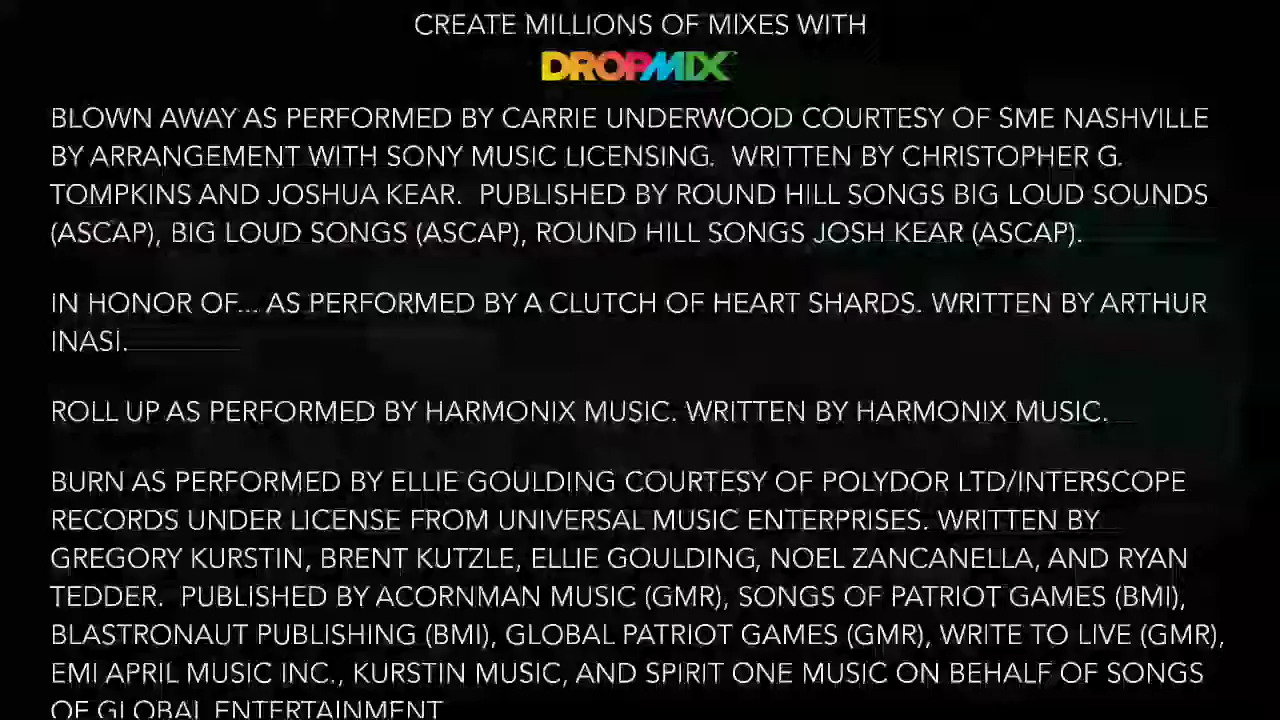 CREATE MILLIONS OF MIXES WITH
DROPMIX
BLOWN AWAY AS PERFORMED BY CARRIE UNDERWOOD COURTESY OF SME NASHVILLE
BY ARRANGEMENT WITH SONY MUSIC LICENSING.  WRITTEN BY CHRISTOPHER G.
TOMPKINS AND JOSHUA KEAR.  PUBLISHED BY ROUND HILL SONGS BIG LOUD SOUNDS
(ASCAP), BIG LOUD SONGS (ASCAP), ROUND HILL SONGS JOSH KEAR (ASCAP).
IN HONOR OF... AS PERFORMED BY A CLUTCH OF HEART SHARDS. WRITTEN BY ARTHUR
INASI.
ROLL UP AS PERFORMED BY HARMONIX MUSIC. WRITTEN BY HARMONIX MUSIC.
BURN AS PERFORMED BY ELLIE GOULDING COURTESY OF POLYDOR LTD/INTERSCOPE
RECORDS UNDER LICENSE FROM UNIVERSAL MUSIC ENTERPRISES. WRITTEN BY
GREGORY KURSTIN, BRENT KUTZLE, ELLIE GOULDING, NOEL ZANCANELLA, AND RYAN
TEDDER.  PUBLISHED BY ACORNMAN MUSIC (GMR), SONGS OF PATRIOT GAMES (BMI),
BLASTRONAUT PUBLISHING (BMI), GLOBAL PATRIOT GAMES (GMR), WRITE TO LIVE (GMR),
EMI APRIL MUSIC INC., KURSTIN MUSIC, AND SPIRIT ONE MUSIC ON BEHALF OF SONGS
OF GLOBAL ENTERTAINMENT